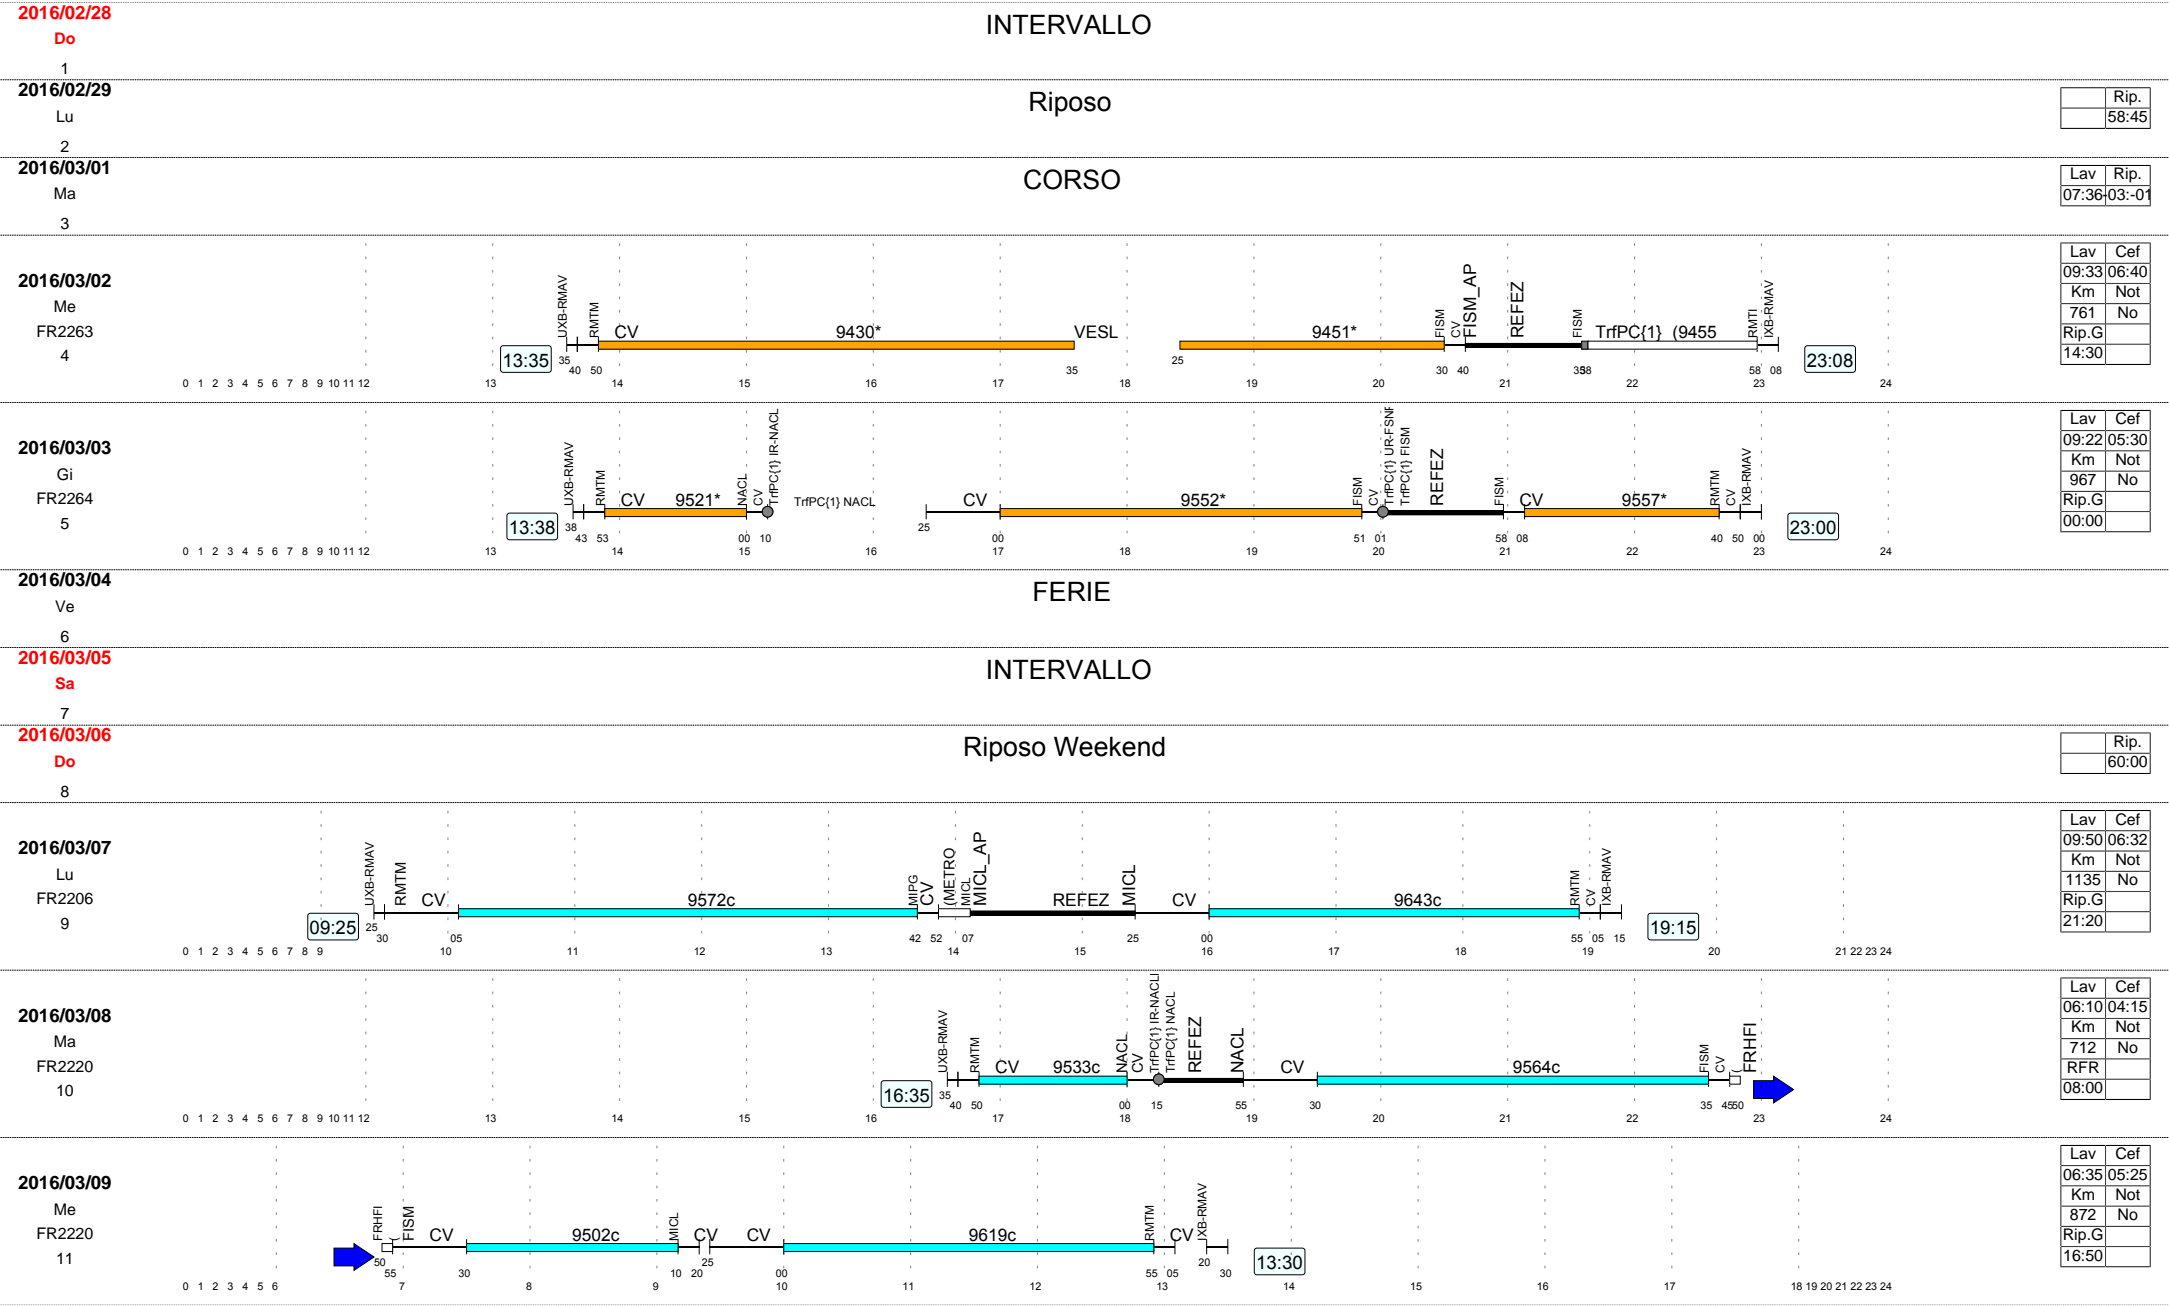 2016/02/28
Do
1
INTERVALLO
2016/02/29
Lu
2
Riposo
Rip.
58:45
2016/03/01
Ma
3
CORSO
Lav Rip.
07:36 -03:-01
2016/03/02
Me
FR2263
4
13:35
UXB-RMAV RMTM CV 9430* VESL 9451* FISM CV FISM_AP REFEZ FISM TrfPC{1} (9455 RMTI IXB-RMAV
23:08
35 40 50 35 25 30 40 35 38 58 08
0 1 2 3 4 5 6 7 8 9 10 11 12 13 14 15 16 17 18 19 20 21 22 23 24
Lav Cef
09:33 06:40
Km Not
761 No
Rip.G
14:30
2016/03/03
Gi
FR2264
5
13:38
UXB-RMAV RMTM CV 9521* NACL CV TrfPC{1} IR-NACL TrfPC{1} NACL CV 9552* FISM CV TrfPC{1} UR-FSNF TrfPC{1} FISM REFEZ FISM CV 9557* RMTM CV IXB-RMAV
23:00
38 43 53 00 10 25 00 51 01 58 08 40 50 00
0 1 2 3 4 5 6 7 8 9 10 11 12 13 14 15 16 17 18 19 20 21 22 23 24
Lav Cef
09:22 05:30
Km Not
967 No
Rip.G
00:00
2016/03/04
Ve
6
FERIE
2016/03/05
Sa
7
INTERVALLO
2016/03/06
Do
8
Riposo Weekend
Rip.
60:00
2016/03/07
Lu
FR2206
9
09:25
UXB-RMAV RMTM CV 9572c MIPG CV (METRO MICL MICL_AP REFEZ MICL CV 9643c RMTM CV IXB-RMAV
19:15
25 30 05 42 52 07 25 00 55 05 15
0 1 2 3 4 5 6 7 8 9 10 11 12 13 14 15 16 17 18 19 20 21 22 23 24
Lav Cef
09:50 06:32
Km Not
1135 No
Rip.G
21:20
2016/03/08
Ma
FR2220
10
16:35
UXB-RMAV RMTM CV 9533c NACL CV TrfPC{1} IR-NACL TrfPC{1} NACL REFEZ NACL CV 9564c FISM CV ( FRHFI
35 40 50 00 15 55 30 35 45 50
0 1 2 3 4 5 6 7 8 9 10 11 12 13 14 15 16 17 18 19 20 21 22 23 24
Lav Cef
06:10 04:15
Km Not
712 No
RFR
08:00
2016/03/09
Me
FR2220
11
FRHFI ( FISM CV 9502c MICL CV CV 9619c RMTM CV IXB-RMAV
13:30
50 55 30 10 20 25 00 55 05 20 30
0 1 2 3 4 5 6 7 8 9 10 11 12 13 14 15 16 17 18 19 20 21 22 23 24
Lav Cef
06:35 05:25
Km Not
872 No
Rip.G
16:50